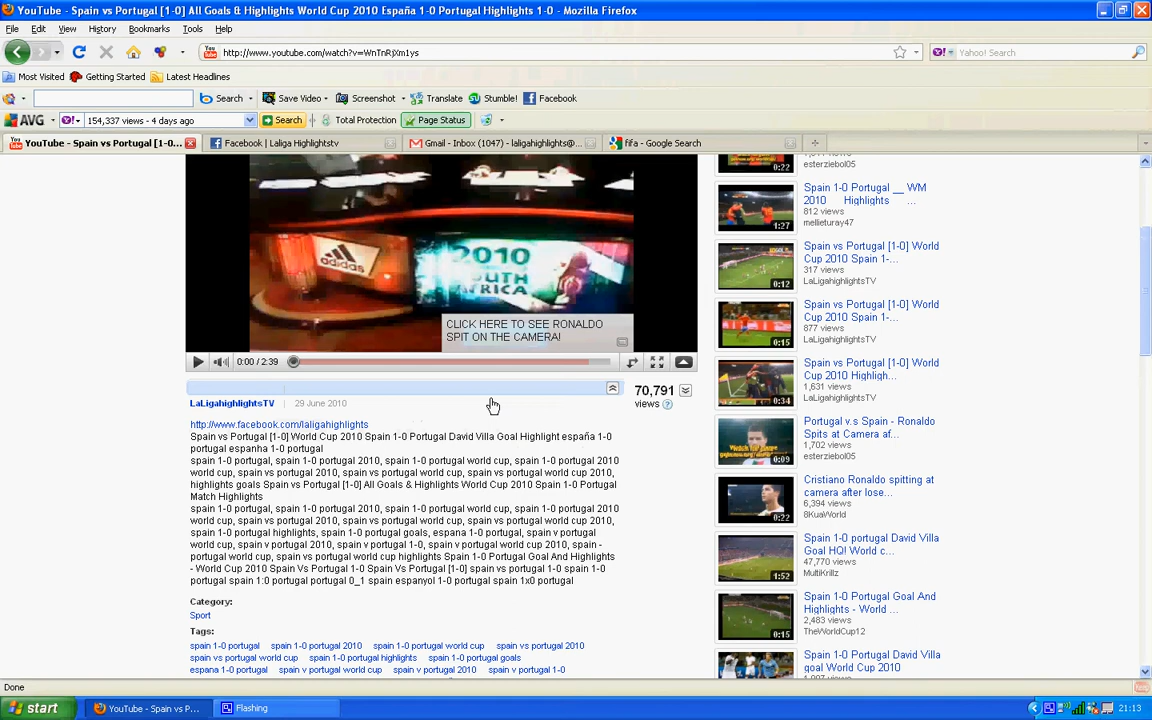 YouTube - Spain vs Portugal [1-0] All Goals & Highlights World Cup 2010 España 1-0 Portugal Highlights 1-0 - Mozilla Firefox
File Edit View History Bookmarks Tools Help
http://www.youtube.com/watch?v=WnTnRjXm1ys
Yahoo! Search
Most Visited Getting Started Latest Headlines
Search Save Video Screenshot Translate Stumble! Facebook
AVG 154,337 views - 4 days ago Search Total Protection Page Status
YouTube - Spain vs Portugal [1-0... Facebook | Laliga Highlightstv Gmail - Inbox (1047) - laligahighlights@... fifa - Google Search
adidas
2010
SOUTH
AFRICA
CLICK HERE TO SEE RONALDO
SPIT ON THE CAMERA!
0:00 / 2:39
70,791
views
LaLigahighlightsTV 29 June 2010
http://www.facebook.com/laligahighlights
Spain vs Portugal [1-0] World Cup 2010 Spain 1-0 Portugal David Villa Goal Highlight españa 1-0
portugal espanha 1-0 portugal
spain 1-0 portugal, spain 1-0 portugal 2010, spain 1-0 portugal world cup, spain 1-0 portugal 2010
world cup, spain vs portugal 2010, spain vs portugal world cup, spain vs portugal world cup 2010,
highlights goals Spain vs Portugal [1-0] All Goals & Highlights World Cup 2010 Spain 1-0 Portugal
Match Highlights
spain 1-0 portugal, spain 1-0 portugal 2010, spain 1-0 portugal world cup, spain 1-0 portugal 2010
world cup, spain vs portugal 2010, spain vs portugal world cup, spain vs portugal world cup 2010,
spain 1-0 portugal highlights, spain 1-0 portugal goals, espana 1-0 portugal, spain v portugal
world cup, spain v portugal 2010, spain v portugal 1-0, spain v portugal world cup 2010, spain -
portugal world cup, spain vs portugal world cup highlights Spain 1-0 Portugal Goal And Highlights
- World Cup 2010 Spain VS Portugal 1-0 Spain VS Portugal [1-0] spain vs portugal 1-0 spain 1-0
portugal spain 1:0 portugal portugal 0_1 spain espanyol 1-0 portugal spain 1x0 portugal
Category:
Sport
Tags:
spain 1-0 portugal spain 1-0 portugal 2010 spain 1-0 portugal world cup spain vs portugal 2010
spain vs portugal world cup spain 1-0 portugal highlights spain 1-0 portugal goals
espana 1-0 portugal spain v portugal world cup spain v portugal 2010 spain v portugal 1-0
0:22
esterziebol05
Spain 1-0 Portugal __ WM
2010 Highlights ...
812 views
mellieturay47
1:27
Spain vs Portugal [1-0] World
Cup 2010 Spain 1-...
317 views
LaLigahighlightsTV
0:12
Spain vs Portugal [1-0] World
Cup 2010 Spain 1-...
877 views
LaLigahighlightsTV
0:15
Spain vs Portugal [1-0] World
Cup 2010 Highligh...
1,631 views
LaLigahighlightsTV
0:34
Portugal v.s Spain - Ronaldo
Spits at Camera af...
1,702 views
esterziebol05
0:09
Cristiano Ronaldo spitting at
camera after lose...
6,394 views
8KuaWorld
0:22
Spain 1-0 portugal David Villa
Goal HQ! World c...
47,770 views
MultiKrillz
1:52
Spain 1-0 Portugal Goal And
Highlights - World ...
2,483 views
TheWorldCup12
0:15
Spain 1-0 Portugal David Villa
goal World Cup 2010
Done
start YouTube - Spain vs P... Flashing 21:13